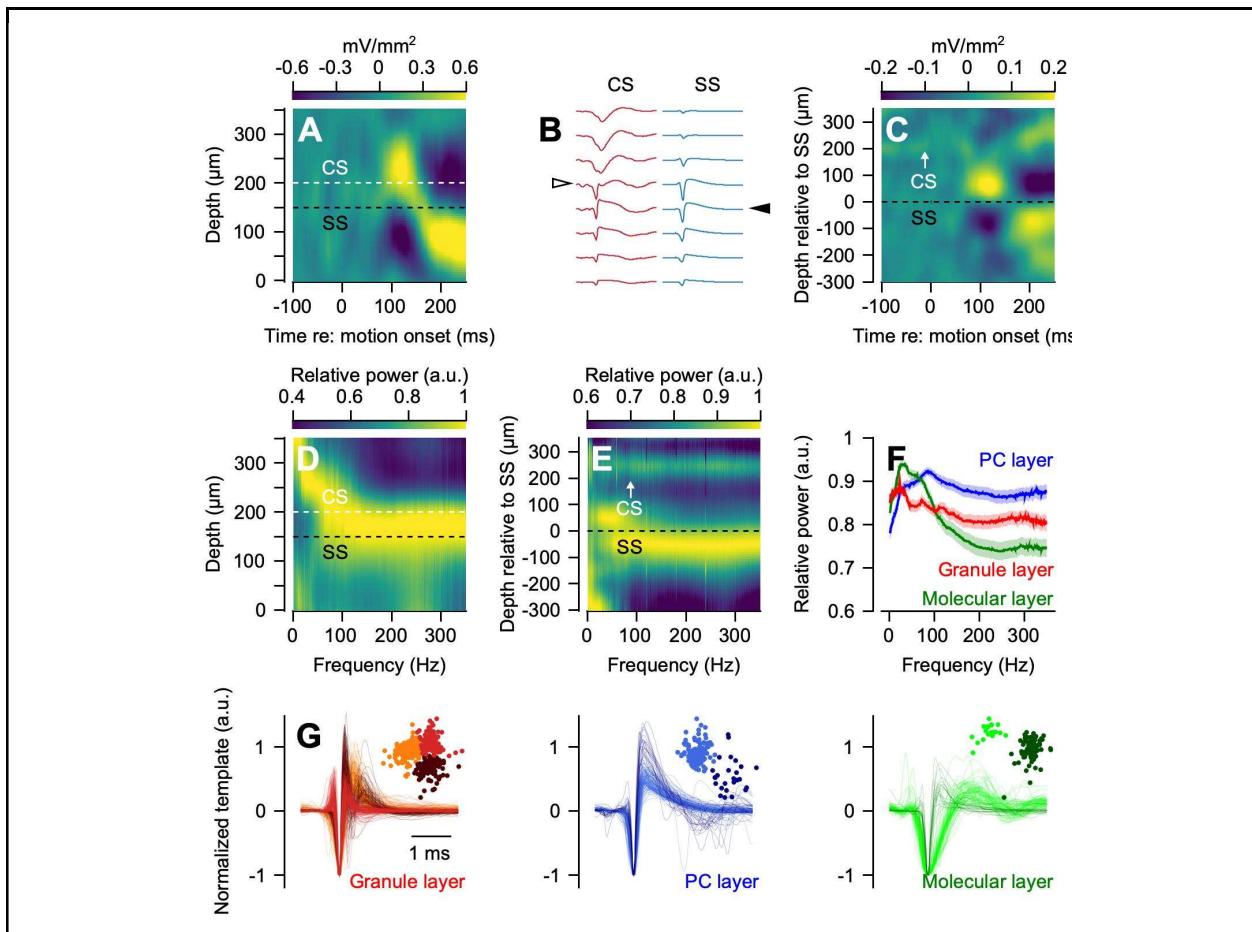 mV/mm²
-0.6 -0.3 0 0.3 0.6
A
CS
SS
Depth (µm)
300
200
100
0
-100 0 100 200
Time re: motion onset (ms)
B
CS SS
mV/mm²
-0.2 -0.1 0 0.1 0.2
C
CS
SS
Depth relative to SS (µm)
300
200
100
0
-100
-200
-300
-100 0 100 200
Time re: motion onset (ms
Relative power (a.u.)
0.4 0.6 0.8 1
D
CS
SS
Depth (µm)
300
200
100
0
0 100 200 300
Frequency (Hz)
Relative power (a.u.)
0.6 0.7 0.8 0.9 1
E
CS
SS
Depth relative to SS (µm)
300
200
100
0
-100
-200
-300
0 100 200 300
Frequency (Hz)
F
Relative power (a.u.)
1
0.9
0.8
0.7
0.6
PC layer
Granule layer
Molecular layer
0 100 200 300
Frequency (Hz)
G
Normalized template (a.u.)
1
0
-1
1 ms
Granule layer
1
0
-1
PC layer
1
0
-1
Molecular layer